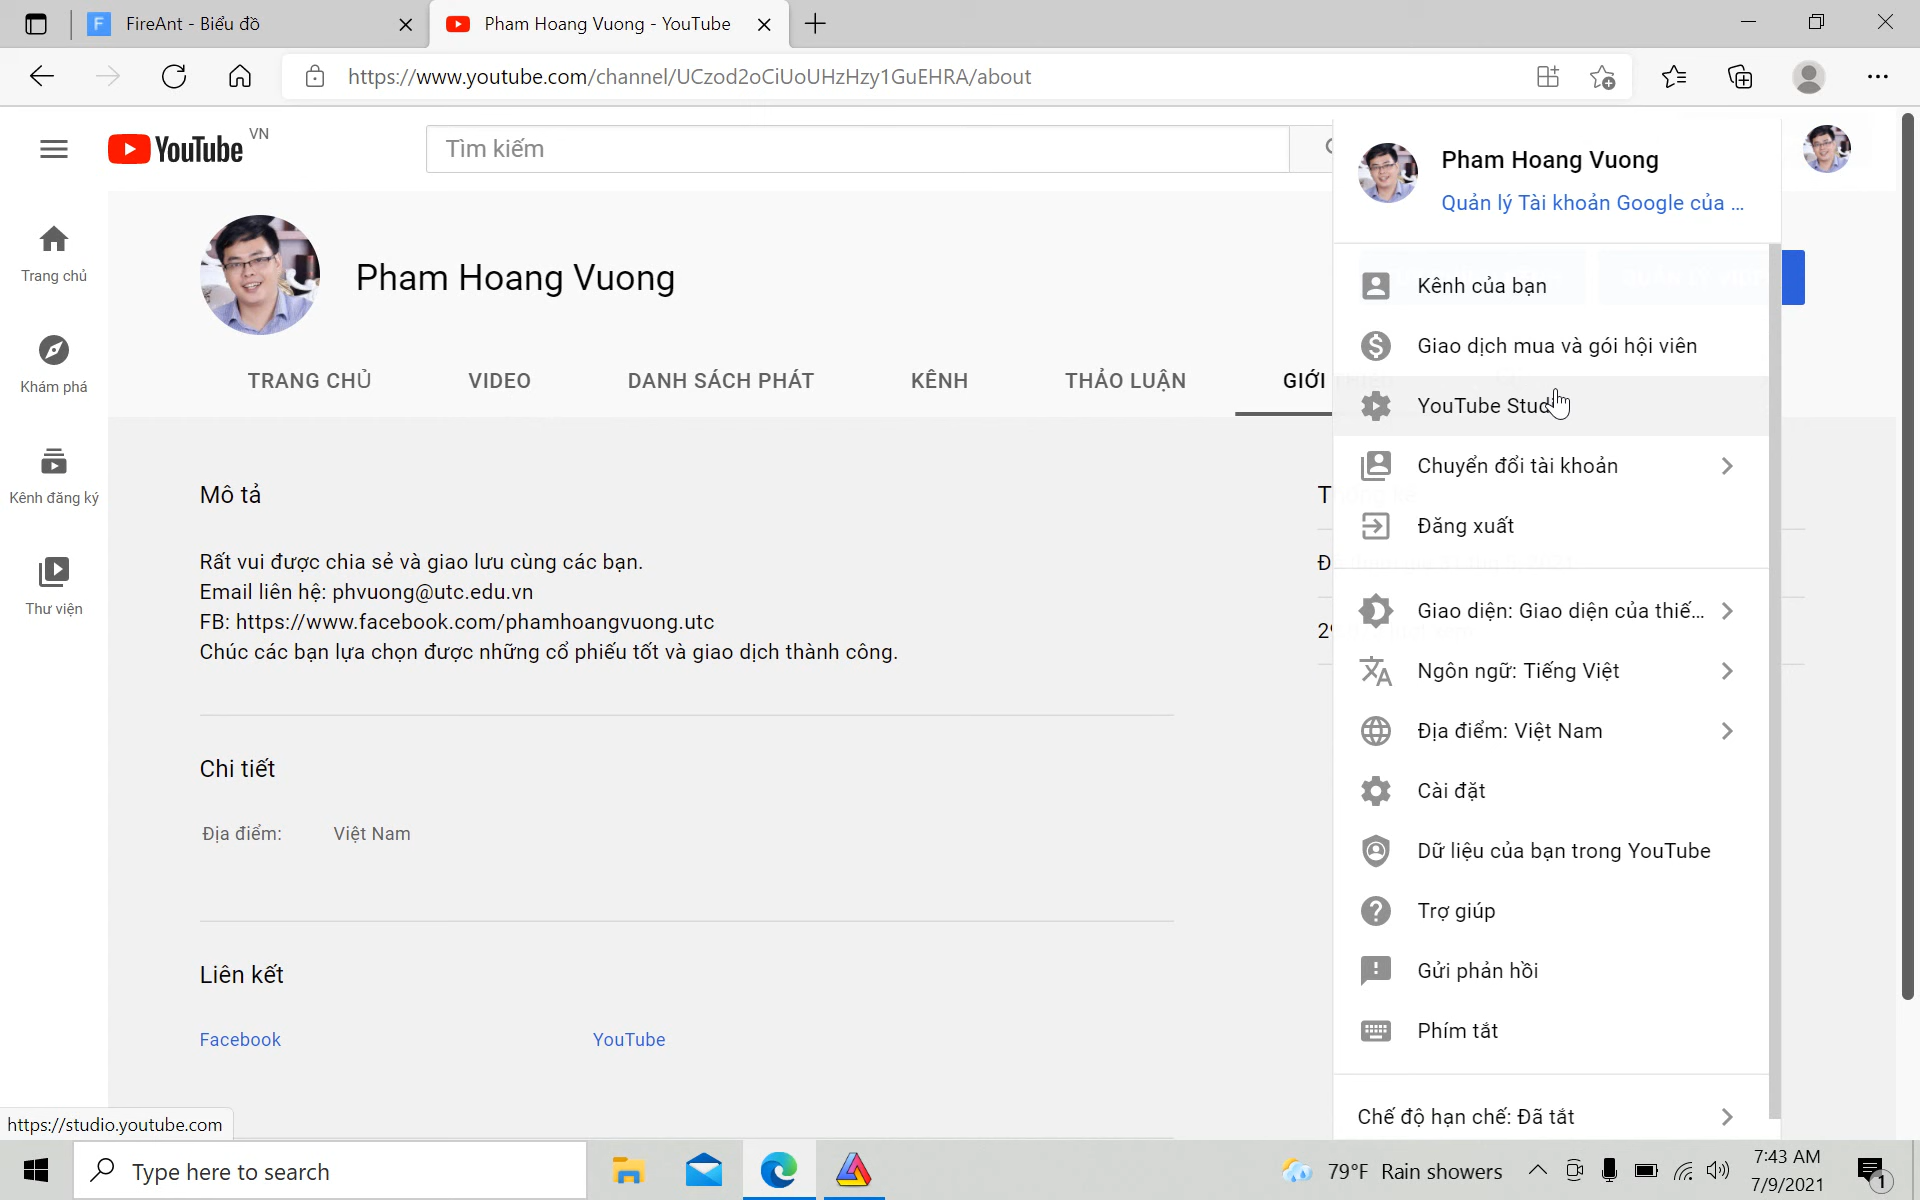 FireAnt - Biểu đồ
Pham Hoang Vuong - YouTube
https://www.youtube.com/channel/UCzod2oCiUoUHzHzy1GuEHRA/about
YouTube VN
Tìm kiếm
Pham Hoang Vuong
Quản lý Tài khoản Google của ...
Trang chủ
Khám phá
Kênh đăng ký
Thư viện
Pham Hoang Vuong
TRANG CHỦ
VIDEO
DANH SÁCH PHÁT
KÊNH
THẢO LUẬN
GIỚI
Mô tả
Rất vui được chia sẻ và giao lưu cùng các bạn.
Email liên hệ: phvuong@utc.edu.vn
FB: https://www.facebook.com/phamhoangvuong.utc
Chúc các bạn lựa chọn được những cổ phiếu tốt và giao dịch thành công.
Chi tiết
Địa điểm: Việt Nam
Liên kết
Facebook
YouTube
Kênh của bạn
Giao dịch mua và gói hội viên
YouTube Stud
Chuyển đổi tài khoản
Đăng xuất
Giao diện: Giao diện của thiế...
Ngôn ngữ: Tiếng Việt
Địa điểm: Việt Nam
Cài đặt
Dữ liệu của bạn trong YouTube
Trợ giúp
Gửi phản hồi
Phím tắt
Chế độ hạn chế: Đã tắt
https://studio.youtube.com
Type here to search
79°F Rain showers
7:43 AM
7/9/2021
1